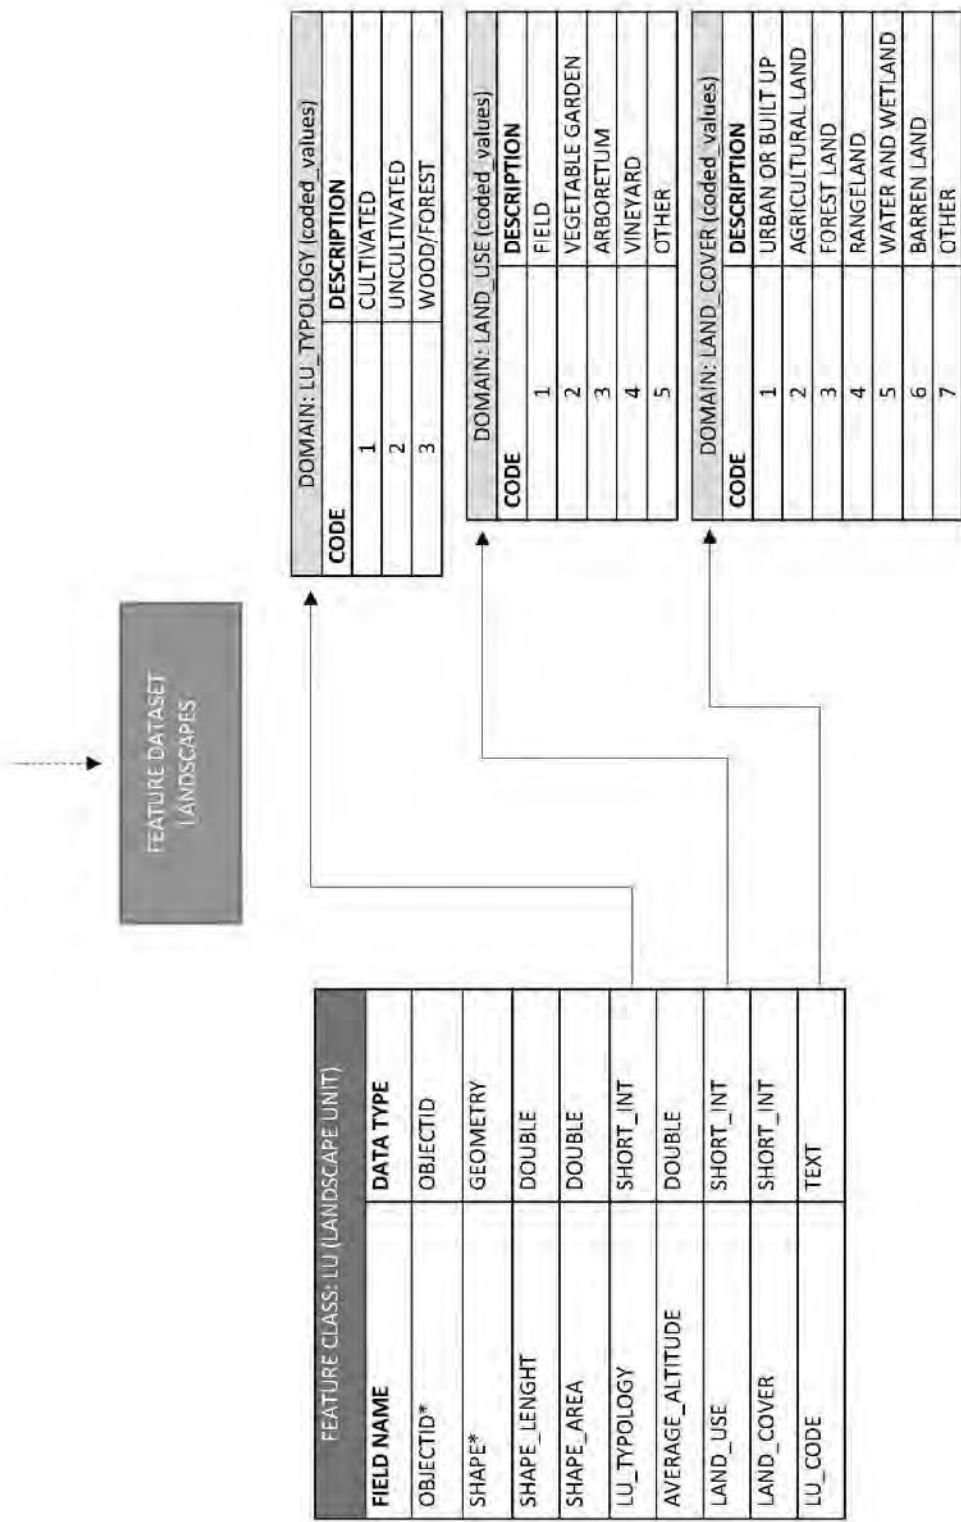 FEATURE DATASET
LANDSCAPES
FEATURE CLASS: LU (LANDSCAPE UNIT)
FIELD NAME DATA TYPE
OBJECTID* OBJECTID
SHAPE* GEOMETRY
SHAPE_LENGHT DOUBLE
SHAPE_AREA DOUBLE
LU_TYPOLOGY SHORT_INT
AVERAGE_ALTITUDE DOUBLE
LAND_USE SHORT_INT
LAND_COVER SHORT_INT
LU_CODE TEXT
DOMAIN: LU_TYPOLOGY (coded_values)
CODE DESCRIPTION
1 CULTIVATED
2 UNCULTIVATED
3 WOOD/FOREST
DOMAIN: LAND_USE (coded_values)
CODE DESCRIPTION
1 FIELD
2 VEGETABLE GARDEN
3 ARBORETUM
4 VINEYARD
5 OTHER
DOMAIN: LAND_COVER (coded_values)
CODE DESCRIPTION
1 URBAN OR BUILT UP
2 AGRICULTURAL LAND
3 FOREST LAND
4 RANGELAND
5 WATER AND WETLAND
6 BARREN LAND
7 OTHER